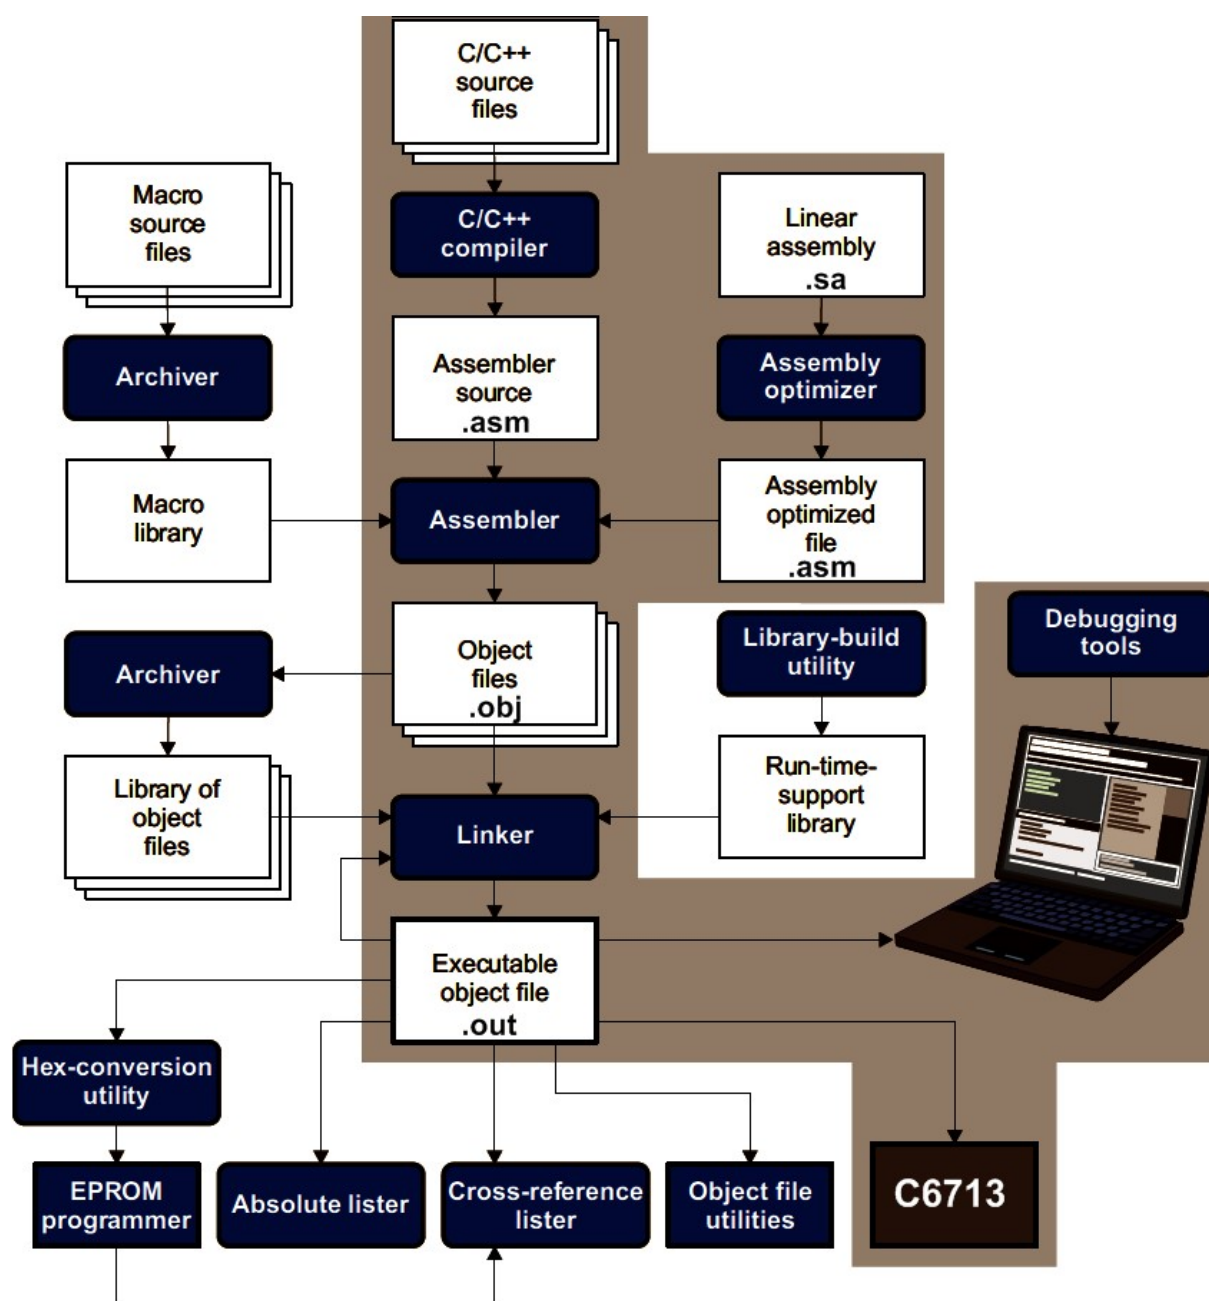 C/C++
source
files
Macro
source
files
C/C++
compiler
Linear
assembly
.sa
Archiver
Assembler
source
.asm
Assembly
optimizer
Macro
library
Assembler
Assembly
optimized
file
.asm
Archiver
Object
files
.obj
Library-build
utility
Debugging
tools
Library of
object
files
Linker
Run-time-
support
library
Executable
object file
.out
Hex-conversion
utility
EPROM
programmer
Absolute lister
Cross-reference
lister
Object file
utilities
C6713